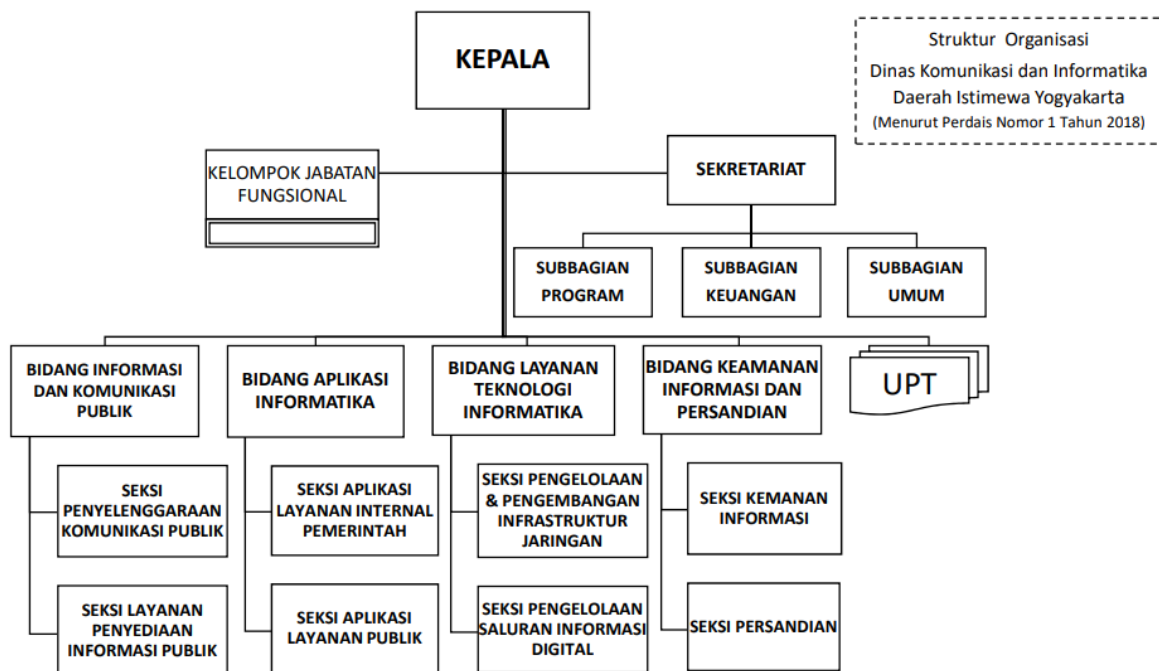 KEPALA
Struktur Organisasi
Dinas Komunikasi dan Informatika
Daerah Istimewa Yogyakarta
(Menurut Perdais Nomor 1 Tahun 2018)
KELOMPOK JABATAN
FUNGSIONAL
SEKRETARIAT
SUBBAGIAN
PROGRAM
SUBBAGIAN
KEUANGAN
SUBBAGIAN
UMUM
BIDANG INFORMASI
DAN KOMUNIKASI
PUBLIK
BIDANG APLIKASI
INFORMATIKA
BIDANG LAYANAN
TEKNOLOGI
INFORMATIKA
BIDANG KEAMANAN
INFORMASI DAN
PERSANDIAN
UPT
SEKSI
PENYELENGGARAAN
KOMUNIKASI PUBLIK
SEKSI APLIKASI
LAYANAN INTERNAL
PEMERINTAH
SEKSI PENGELOLAAN
& PENGEMBANGAN
INFRASTRUKTUR
JARINGAN
SEKSI KEMANAN
INFORMASI
SEKSI LAYANAN
PENYEDIAAN
INFORMASI PUBLIK
SEKSI APLIKASI
LAYANAN PUBLIK
SEKSI PENGELOLAAN
SALURAN INFORMASI
DIGITAL
SEKSI PERSANDIAN